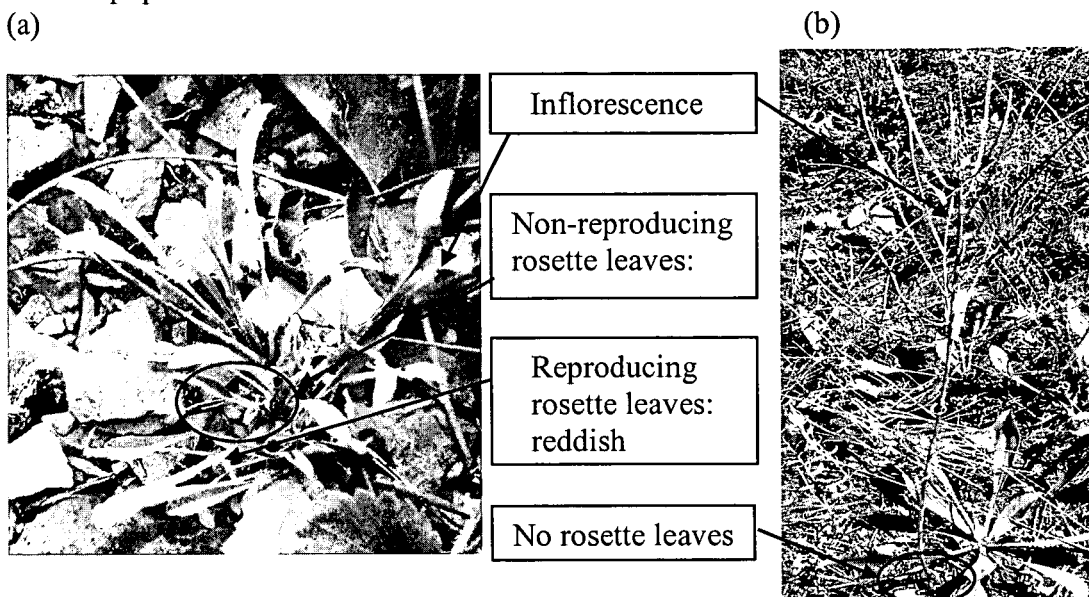 (a)
(b)
Inflorescence
Non-reproducing
rosette leaves:
Reproducing
rosette leaves:
reddish
No rosette leaves